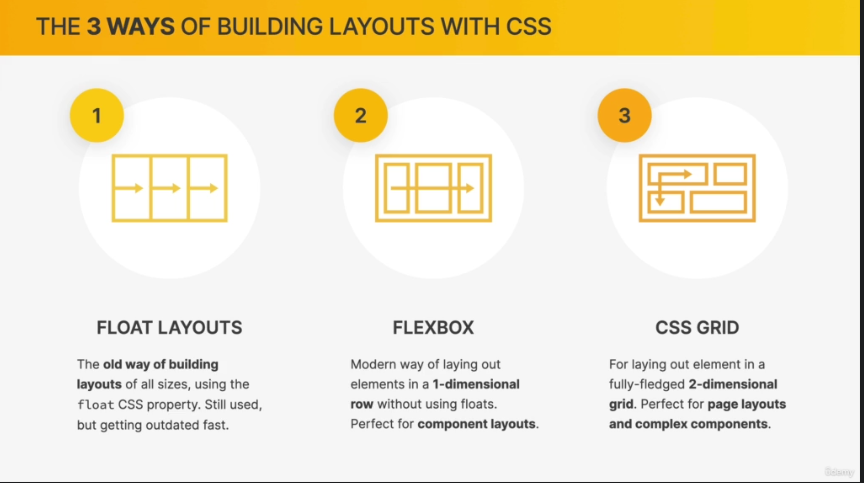 THE 3 WAYS OF BUILDING LAYOUTS WITH CSS
1
2
3
FLOAT LAYOUTS
The old way of building
layouts of all sizes, using the
float CSS property. Still used,
but getting outdated fast.
FLEXBOX
Modern way of laying out
elements in a 1-dimensional
row without using floats.
Perfect for component layouts.
CSS GRID
For laying out element in a
fully-fledged 2-dimensional
grid. Perfect for page layouts
and complex components.
Udemy